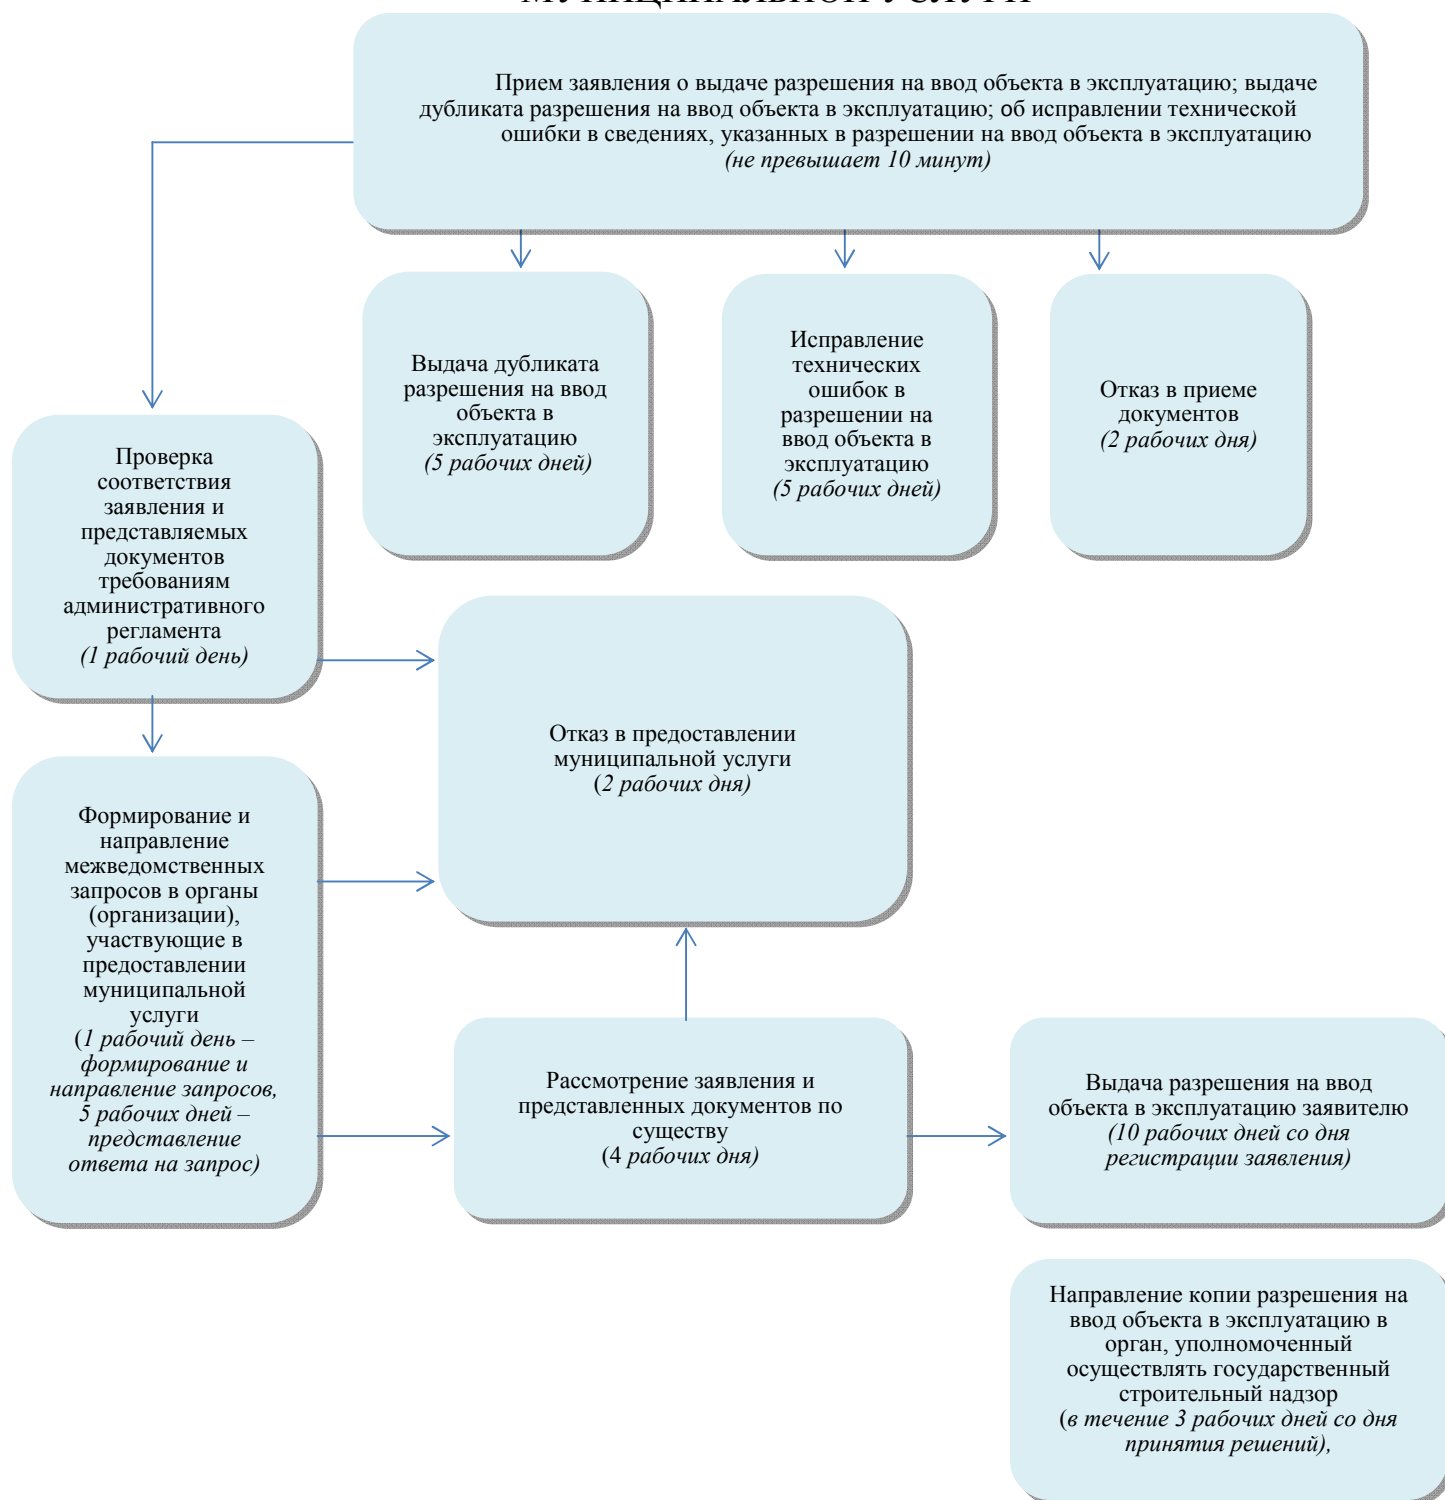 МУНИЦИПАЛЬНОЙ УСЛУГИ
Прием заявления о выдаче разрешения на ввод объекта в эксплуатацию; выдаче
дубликата разрешения на ввод объекта в эксплуатацию; об исправлении технической
ошибки в сведениях, указанных в разрешении на ввод объекта в эксплуатацию
(не превышает 10 минут)
Выдача дубликата
разрешения на ввод
объекта в
эксплуатацию
(5 рабочих дней)
Исправление
технических
ошибок в
разрешении на
ввод объекта в
эксплуатацию
(5 рабочих дней)
Отказ в приеме
документов
(2 рабочих дня)
Проверка
соответствия
заявления и
представляемых
документов
требованиям
административного
регламента
(1 рабочий день)
Отказ в предоставлении
муниципальной услуги
(2 рабочих дня)
Формирование и
направление
межведомственных
запросов в органы
(организации),
участвующие в
предоставлении
муниципальной
услуги
(1 рабочий день –
формирование и
направление запросов,
5 рабочих дней –
представление
ответа на запрос)
Рассмотрение заявления и
представленных документов по
существу
(4 рабочих дня)
Выдача разрешения на ввод
объекта в эксплуатацию заявителю
(10 рабочих дней со дня
регистрации заявления)
Направление копии разрешения на
ввод объекта в эксплуатацию в
орган, уполномоченный
осуществлять государственный
строительный надзор
(в течение 3 рабочих дней со дня
принятия решений),